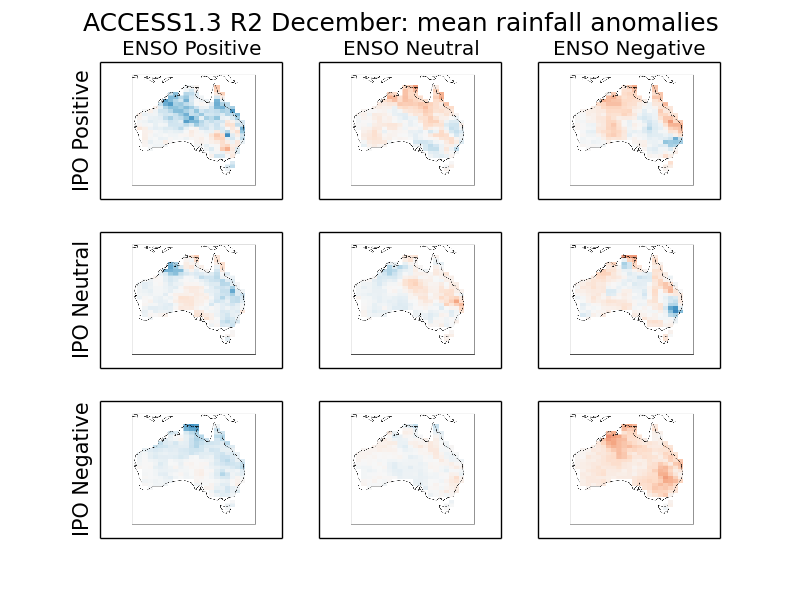 ACCESS1.3 R2 December: mean rainfall anomalies
ENSO Positive
ENSO Neutral
ENSO Negative
IPO Positive
IPO Neutral
IPO Negative